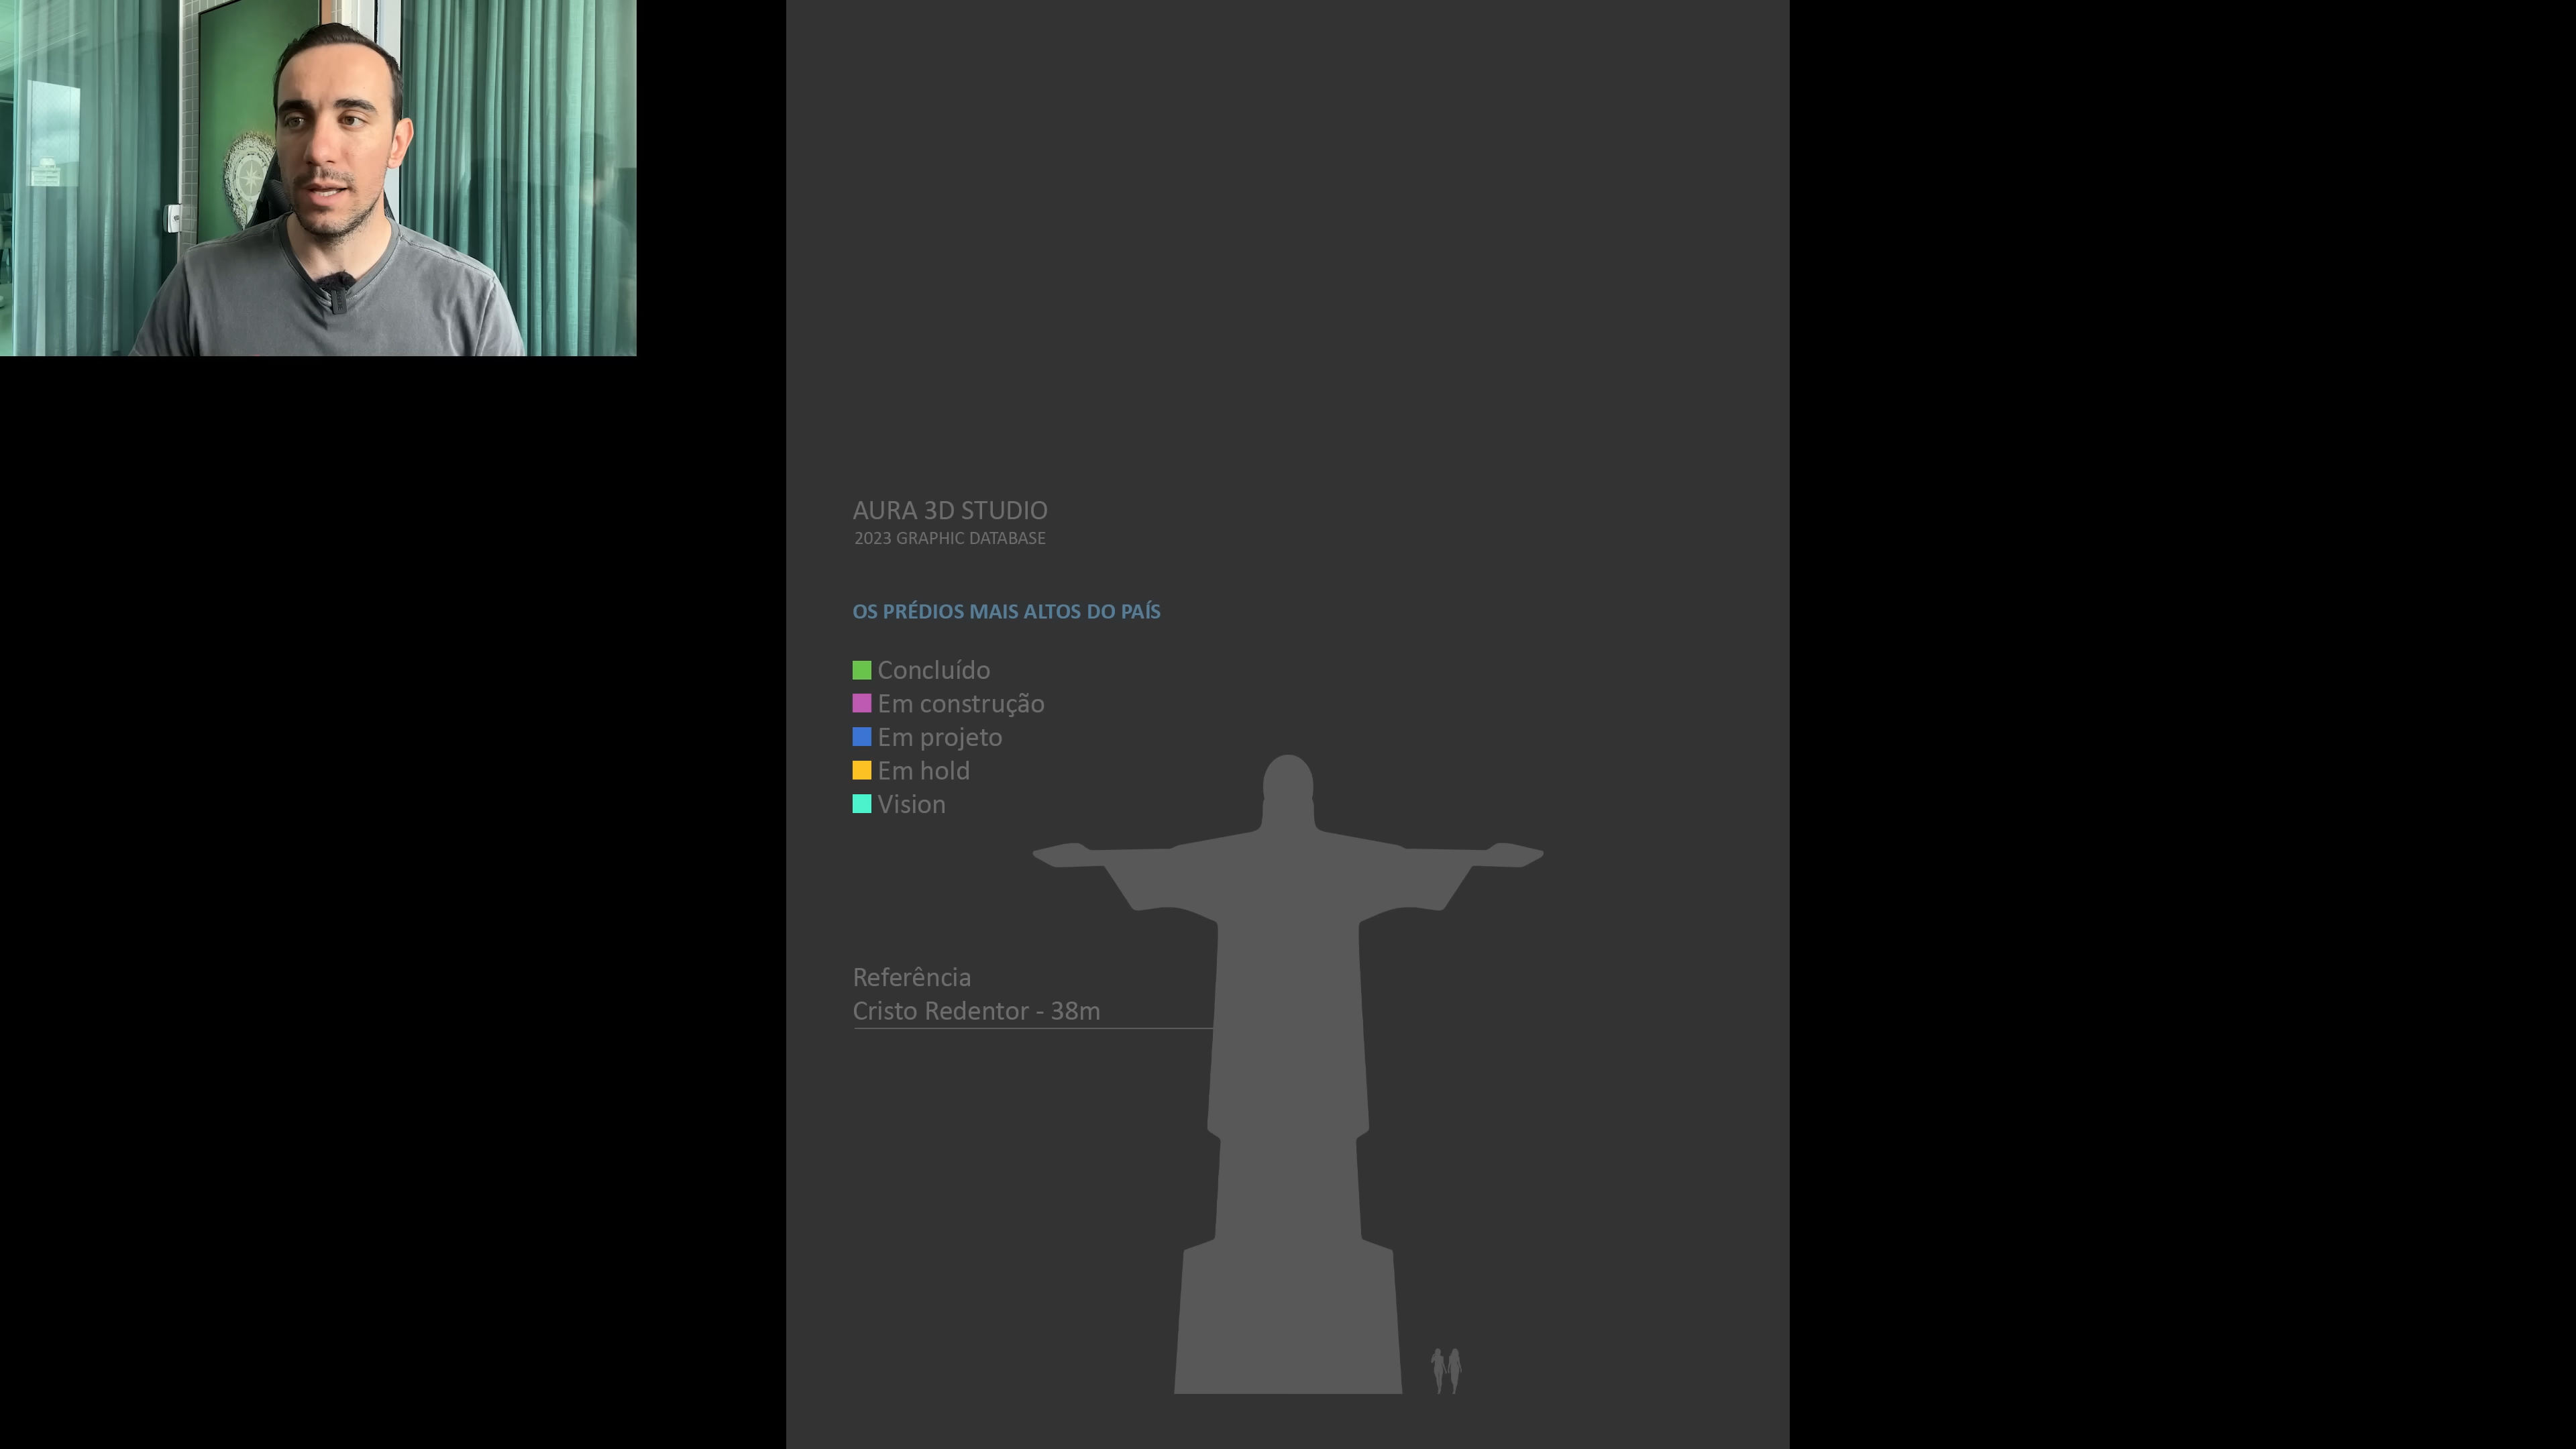 AURA 3D STUDIO
2023 GRAPHIC DATABASE
OS PRÉDIOS MAIS ALTOS DO PAÍS
Concluído
Em construção
Em projeto
Em hold
Vision
Referência
Cristo Redentor - 38m